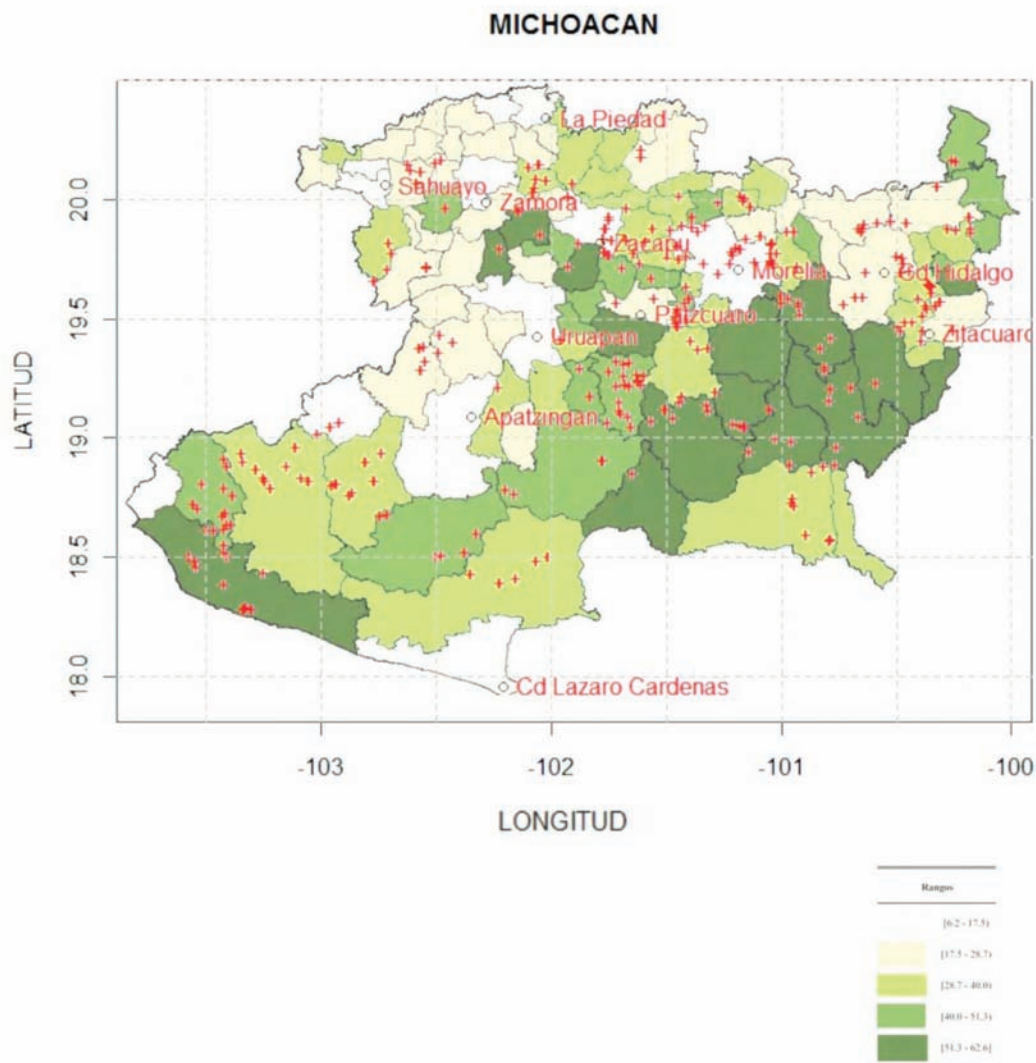 MICHOACAN
LATITUD
20.0
19.5
19.0
18.5
18.0
La Piedad
Sahuayo
Zamora
Zacapu
Morelia
Cd Hidalgo
Patzcuaro
Zitacuaro
Uruapan
Apatzingan
Cd Lazaro Cardenas
-103
-102
-101
-100
LONGITUD
Rangos
[6.2 - 17.5)
[17.5 - 28.7)
[28.7 - 40.0)
[40.0 - 51.3)
[51.3 - 62.6]